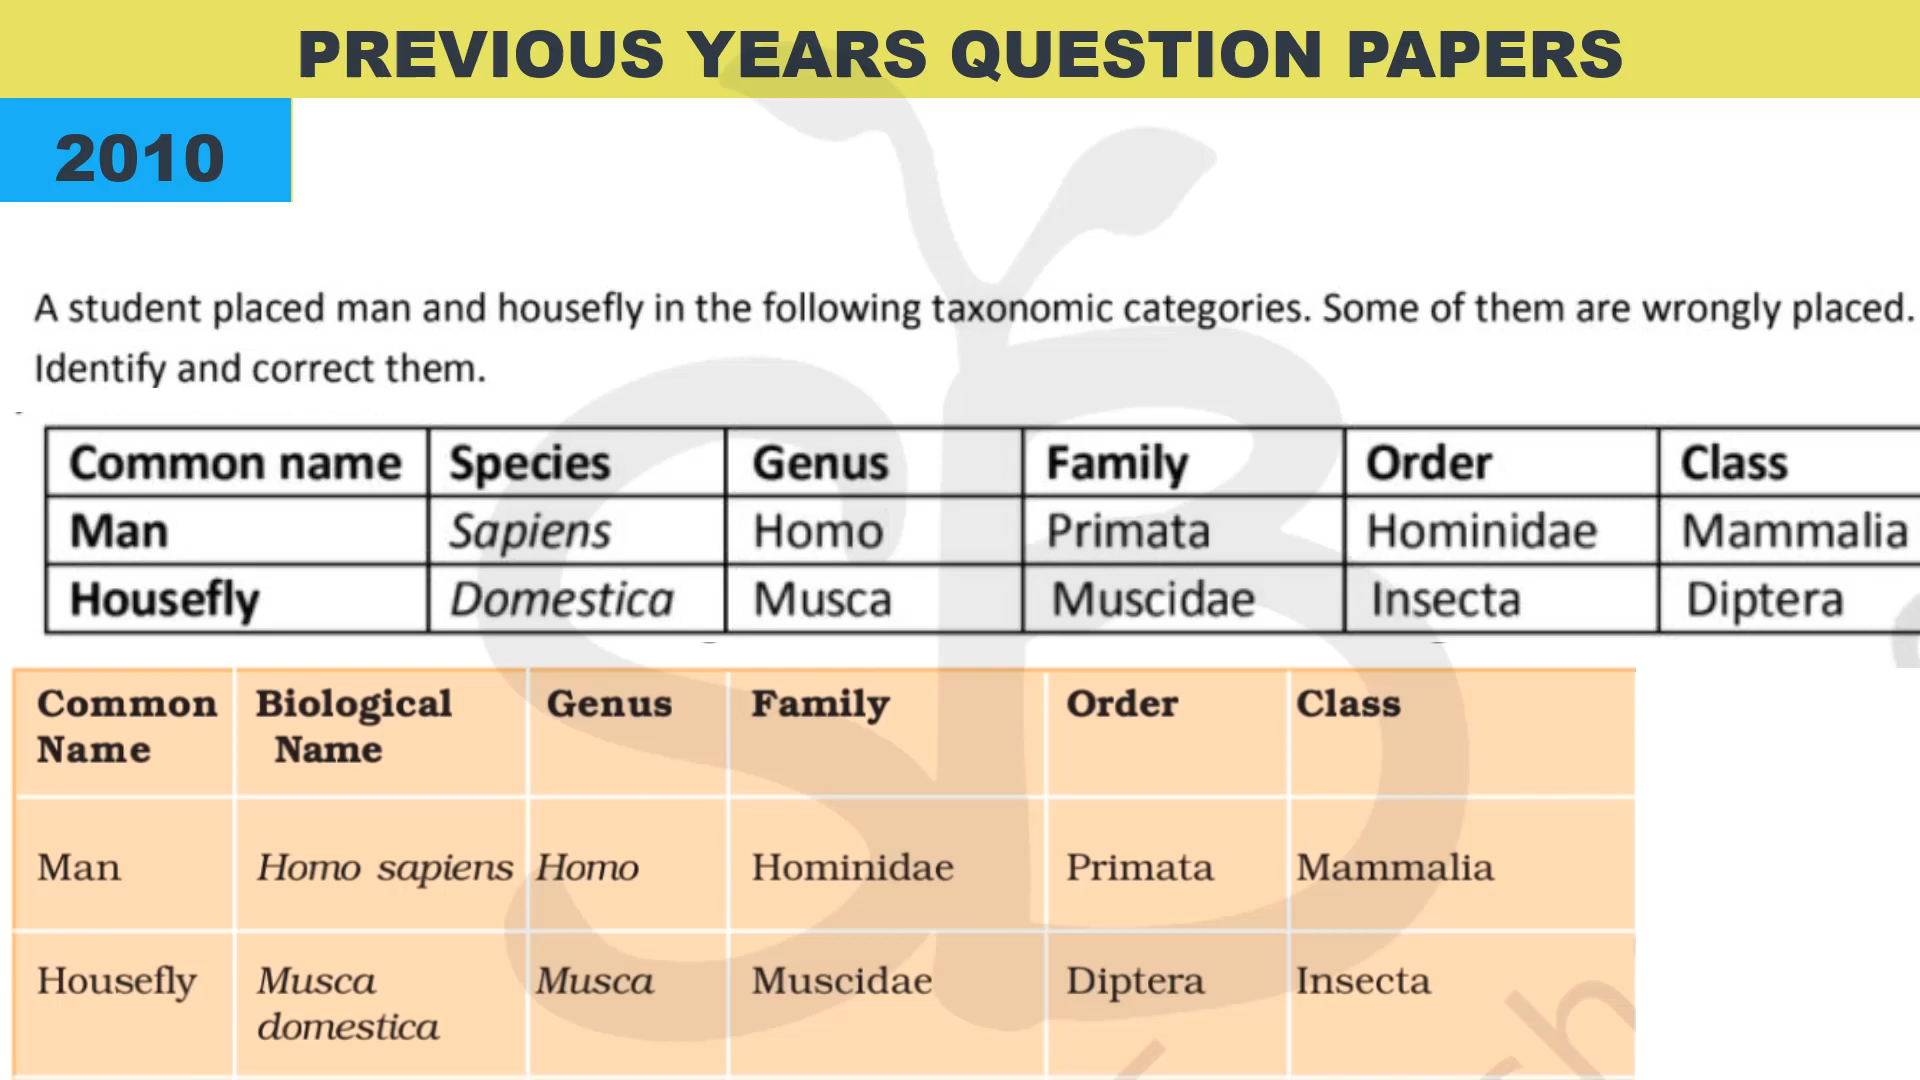 PREVIOUS YEARS QUESTION PAPERS
2010
A student placed man and housefly in the following taxonomic categories. Some of them are wrongly placed.
Identify and correct them.
Common name Species Genus Family Order Class
Man Sapiens Homo Primata Hominidae Mammalia
Housefly Domestica Musca Muscidae Insecta Diptera
Common Biological Genus Family Order Class
Name Name
Man Homo sapiens Homo Hominidae Primata Mammalia
Housefly Musca Musca Muscidae Diptera Insecta
domestica